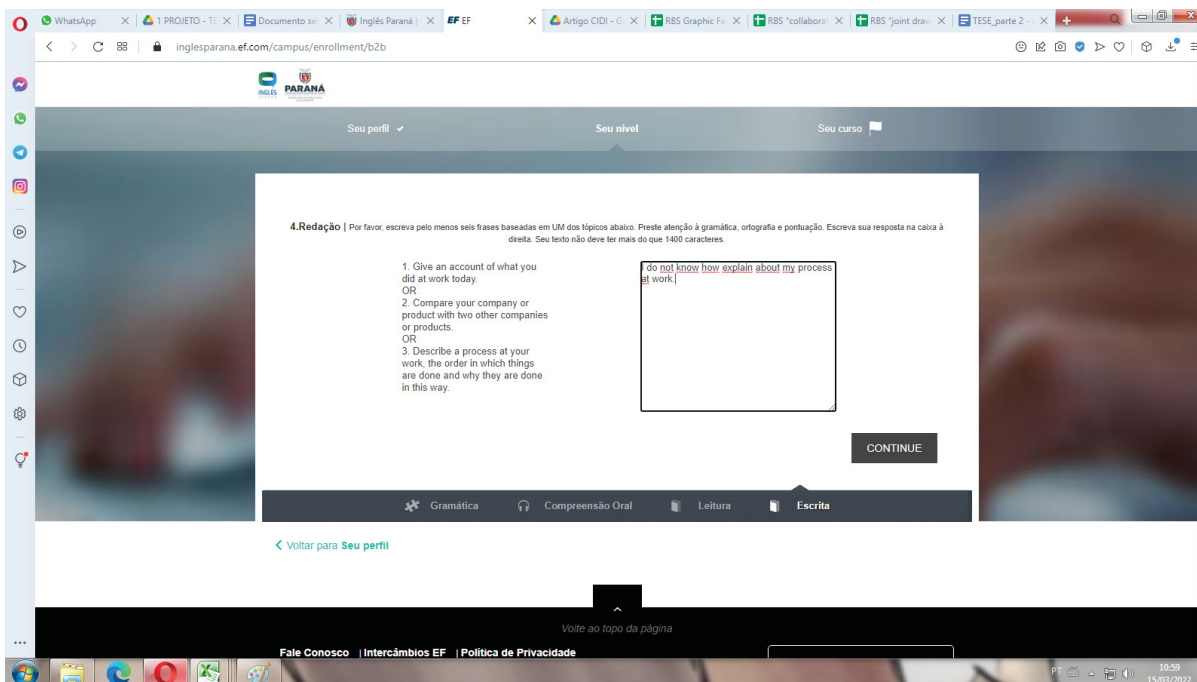 WhatsApp
1 PROJETO - TE
Documento se
Inglês Paraná |
EF EF
Artigo CIDI - G
RBS Graphic Fa
RBS "collaborat
RBS "joint draw
TESE_parte 2 -
inglesparana.ef.com/campus/enrollment/b2b
INGLÊS
PARANÁ
Seu perfil
Seu nível
Seu curso
4.Redação | Por favor, escreva pelo menos seis frases baseadas em UM dos tópicos abaixo. Preste atenção à gramática, ortografia e pontuação. Escreva sua resposta na caixa à
direita. Seu texto não deve ter mais do que 1400 caracteres.
1. Give an account of what you
did at work today.
OR
2. Compare your company or
product with two other companies
or products.
OR
3. Describe a process at your
work, the order in which things
are done and why they are done
in this way.
I do not know how explain about my process
at work.
CONTINUE
Gramática
Compreensão Oral
Leitura
Escrita
Voltar para Seu perfil
Volte ao topo da página
Fale Conosco | Intercâmbios EF | Política de Privacidade
PT
10:59
15/03/2022